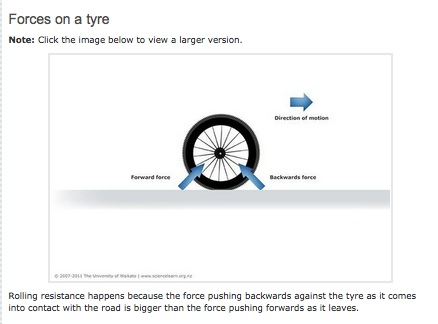 Forces on a tyre
Note: Click the image below to view a larger version.
Direction of motion
Forward force
Backwards force
© 2007-2011 The University of Waikato | www.sciencelearn.org.nz
Rolling resistance happens because the force pushing backwards against the tyre as it comes
into contact with the road is bigger than the force pushing forwards as it leaves.